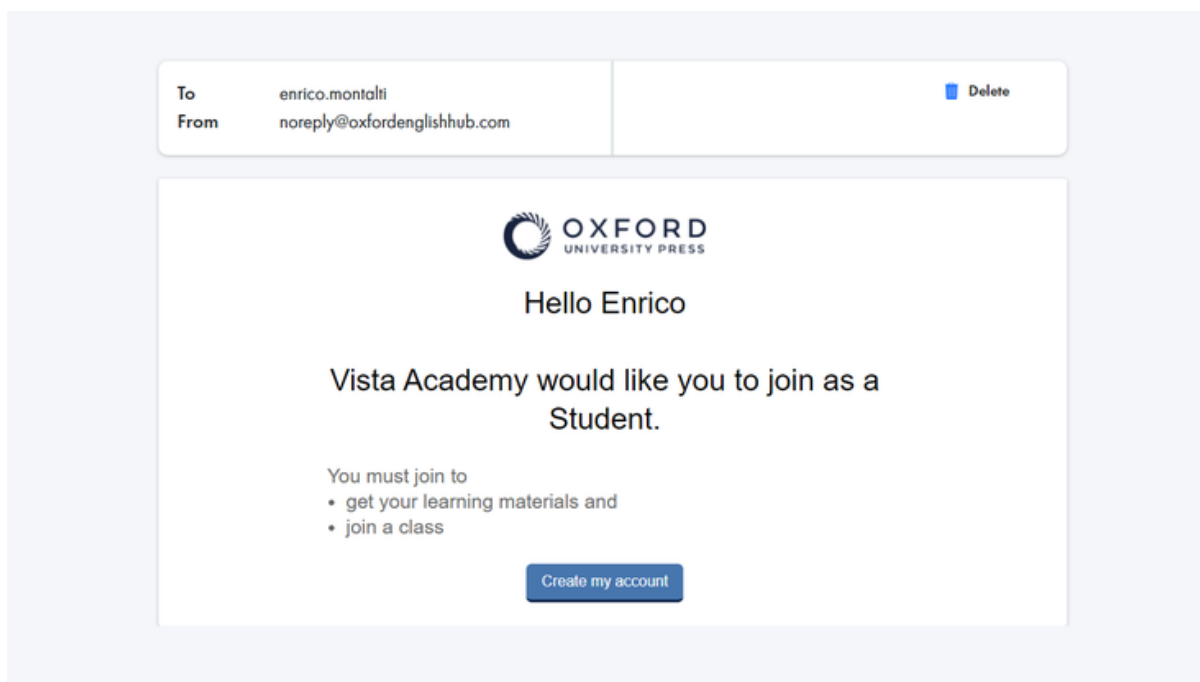 To enrico.montalti
Delete
From noreply@oxfordenglishhub.com
OXFORD
UNIVERSITY PRESS
Hello Enrico
Vista Academy would like you to join as a
Student.
You must join to
• get your learning materials and
• join a class
Create my account